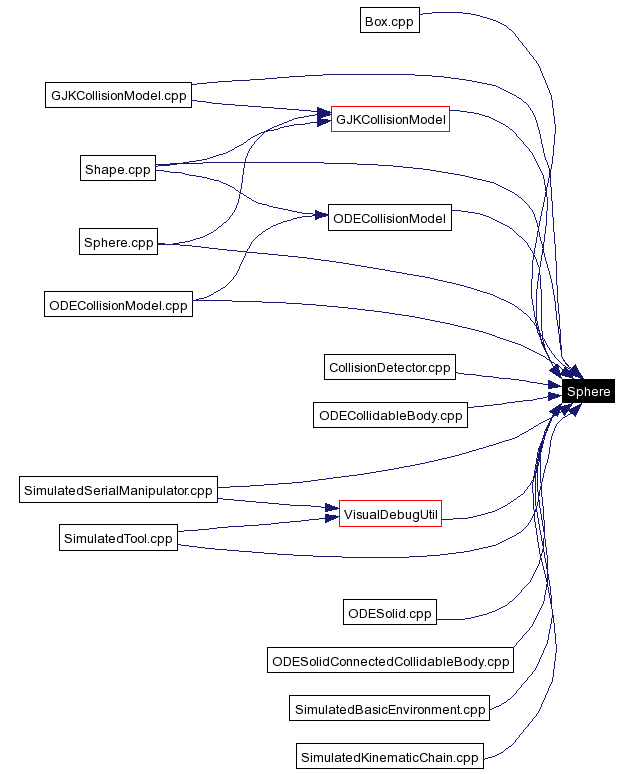 Box.cpp
GJKCollisionModel.cpp
GJKCollisionModel
Shape.cpp
ODECollisionModel
Sphere.cpp
ODECollisionModel.cpp
CollisionDetector.cpp
Sphere
ODECollidableBody.cpp
SimulatedSerialManipulator.cpp
VisualDebugUtil
SimulatedTool.cpp
ODESolid.cpp
ODESolidConnectedCollidableBody.cpp
SimulatedBasicEnvironment.cpp
SimulatedKinematicChain.cpp